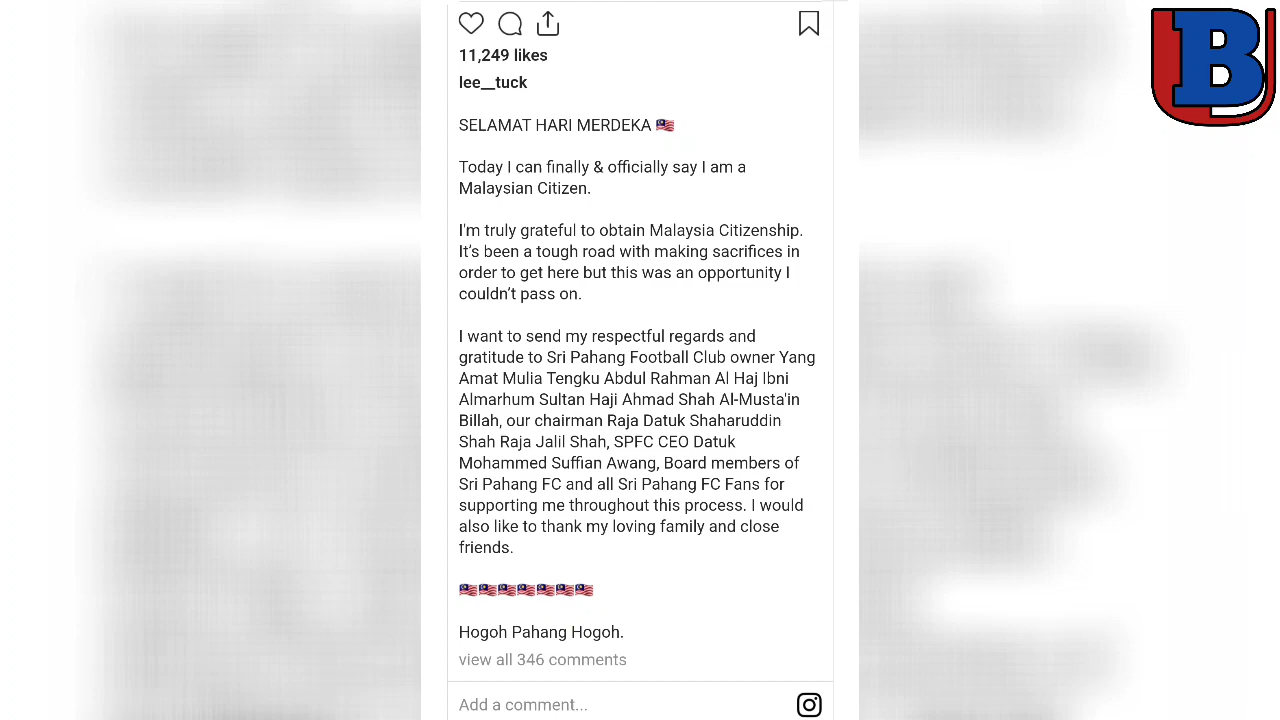 11,249 likes
lee__tuck
SELAMAT HARI MERDEKA 🇲🇾
Today I can finally & officially say I am a
Malaysian Citizen.
I'm truly grateful to obtain Malaysia Citizenship.
It's been a tough road with making sacrifices in
order to get here but this was an opportunity I
couldn't pass on.
I want to send my respectful regards and
gratitude to Sri Pahang Football Club owner Yang
Amat Mulia Tengku Abdul Rahman Al Haj Ibni
Almarhum Sultan Haji Ahmad Shah Al-Musta'in
Billah, our chairman Raja Datuk Shaharuddin
Shah Raja Jalil Shah, SPFC CEO Datuk
Mohammed Suffian Awang, Board members of
Sri Pahang FC and all Sri Pahang FC Fans for
supporting me throughout this process. I would
also like to thank my loving family and close
friends.
🇲🇾🇲🇾🇲🇾🇲🇾🇲🇾🇲🇾🇲🇾
Hogoh Pahang Hogoh.
view all 346 comments
Add a comment...
BJ